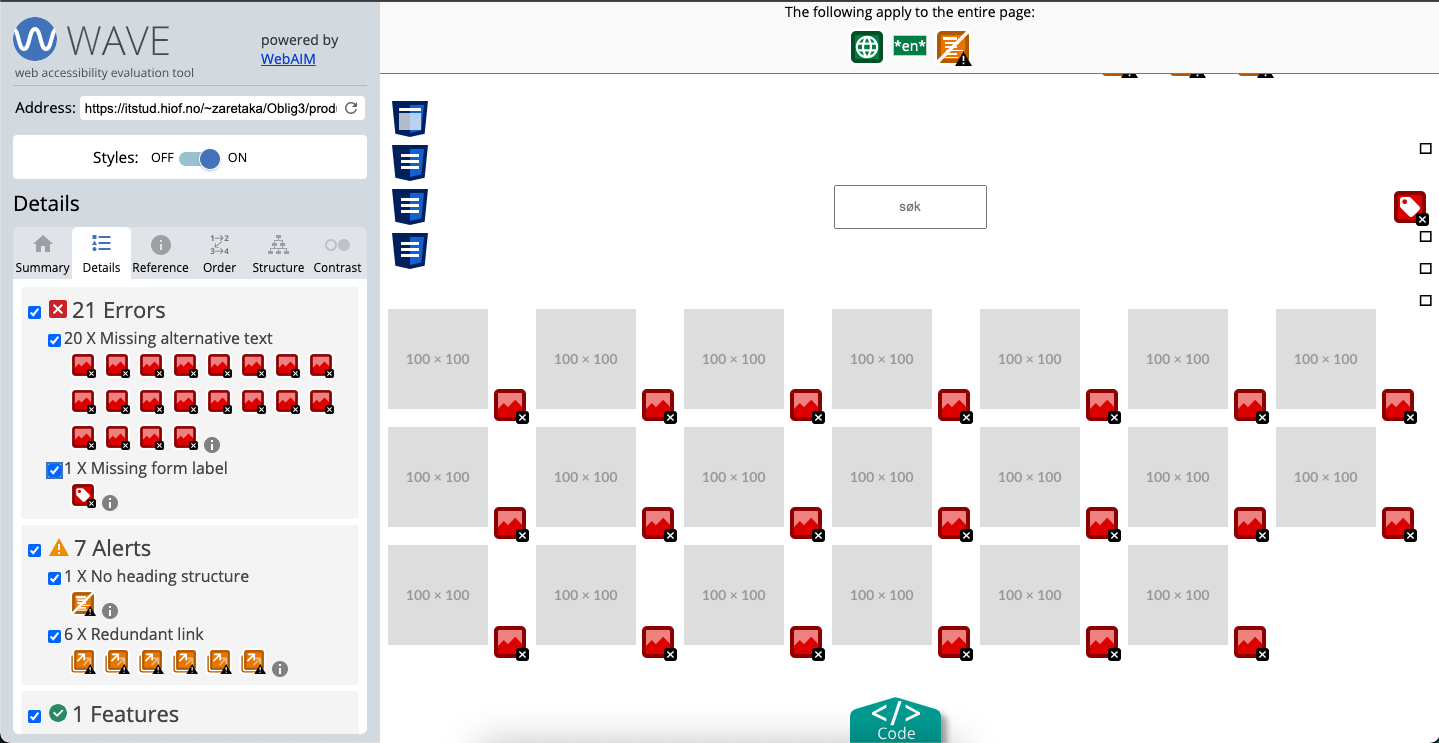 WAVE
web accessibility evaluation tool
powered by
WebAIM
Address: https://itstud.hiof.no/~zaretaka/Oblig3/prod
Styles: OFF ON
Details
Summary Details Reference Order Structure Contrast
21 Errors
20 X Missing alternative text
1 X Missing form label
7 Alerts
1 X No heading structure
6 X Redundant link
1 Features
The following apply to the entire page:
*en*
søk
100 × 100 100 × 100 100 × 100 100 × 100 100 × 100 100 × 100 100 × 100
100 × 100 100 × 100 100 × 100 100 × 100 100 × 100 100 × 100 100 × 100
100 × 100 100 × 100 100 × 100 100 × 100 100 × 100 100 × 100
</>
Code